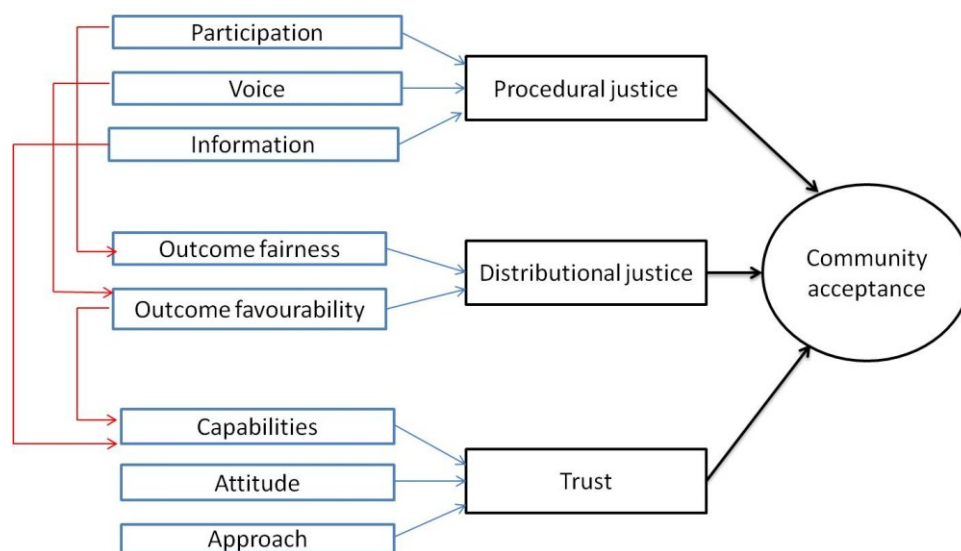 Participation
Voice
Information
Procedural justice
Outcome fairness
Outcome favourability
Distributional justice
Community
acceptance
Capabilities
Attitude
Approach
Trust